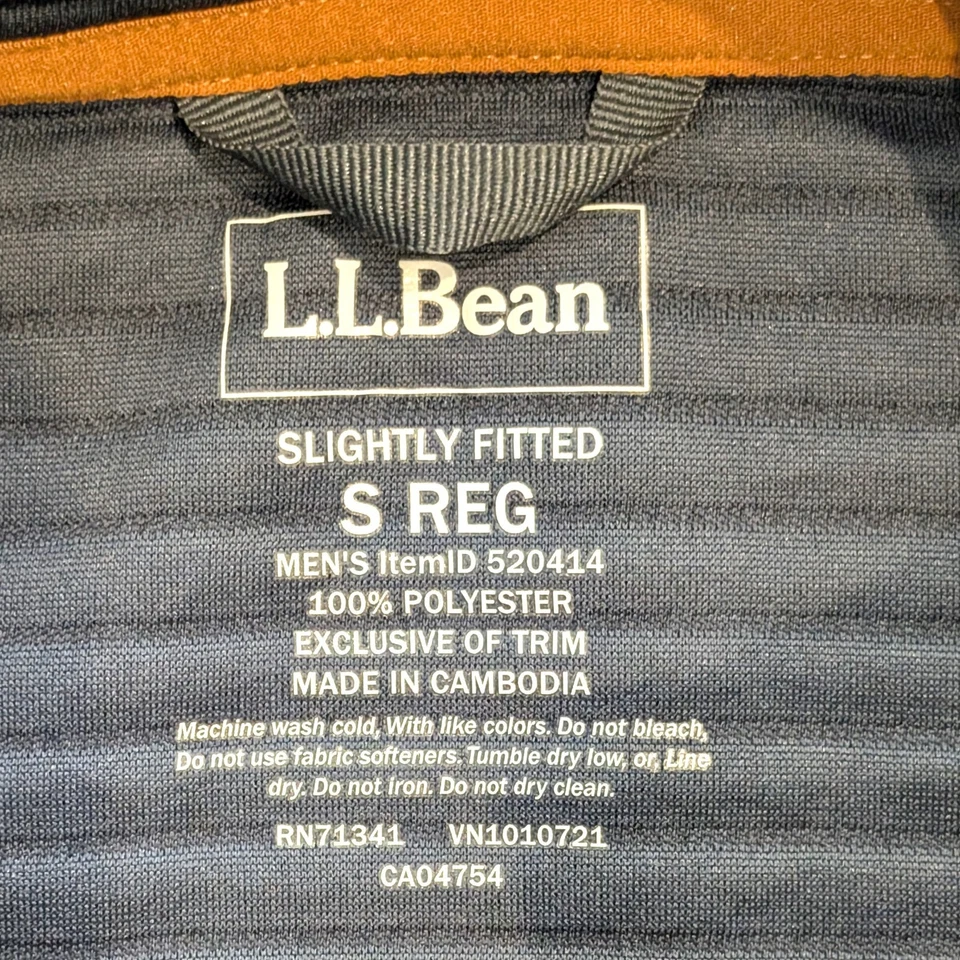 L.L.Bean
SLIGHTLY FITTED
S REG
MEN'S ItemID 520414
100% POLYESTER
EXCLUSIVE OF TRIM
MADE IN CAMBODIA
Machine wash cold, With like colors. Do not bleach,
Do not use fabric softeners. Tumble dry low, or, Line
dry. Do not iron. Do not dry clean.
RN71341 VN1010721
CA04754